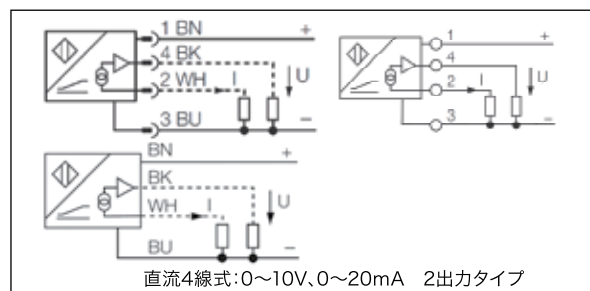 1 BN +
4 BK
2 WH I U
3 BU −
1 +
4
2 I U
3 −
BN +
BK
WH I U
BU −
直流4線式:0〜10V、0〜20mA 2出力タイプ